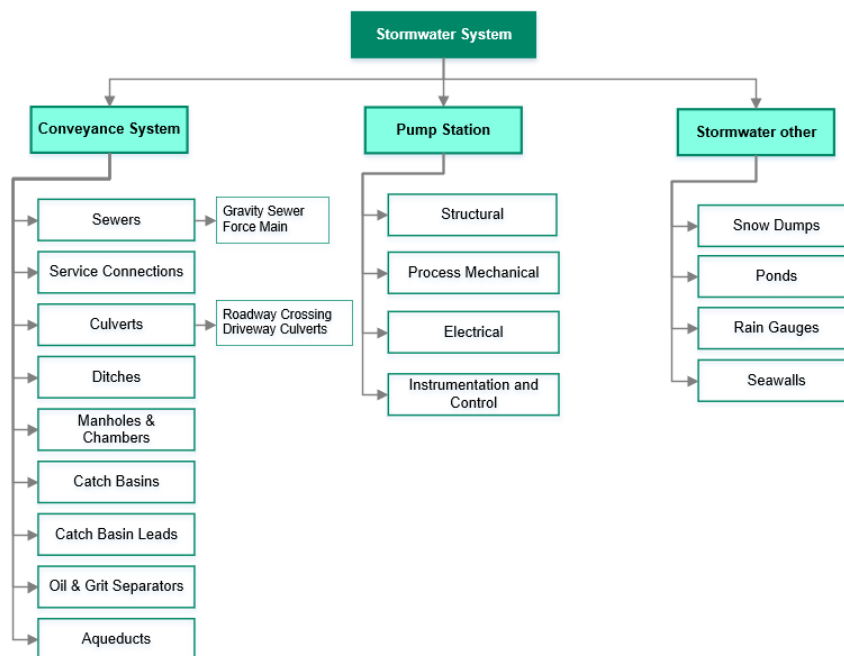 Stormwater System
Conveyance System
Sewers
Gravity Sewer
Force Main
Service Connections
Culverts
Roadway Crossing
Driveway Culverts
Ditches
Manholes &
Chambers
Catch Basins
Catch Basin Leads
Oil & Grit Separators
Aqueducts
Pump Station
Structural
Process Mechanical
Electrical
Instrumentation and
Control
Stormwater other
Snow Dumps
Ponds
Rain Gauges
Seawalls